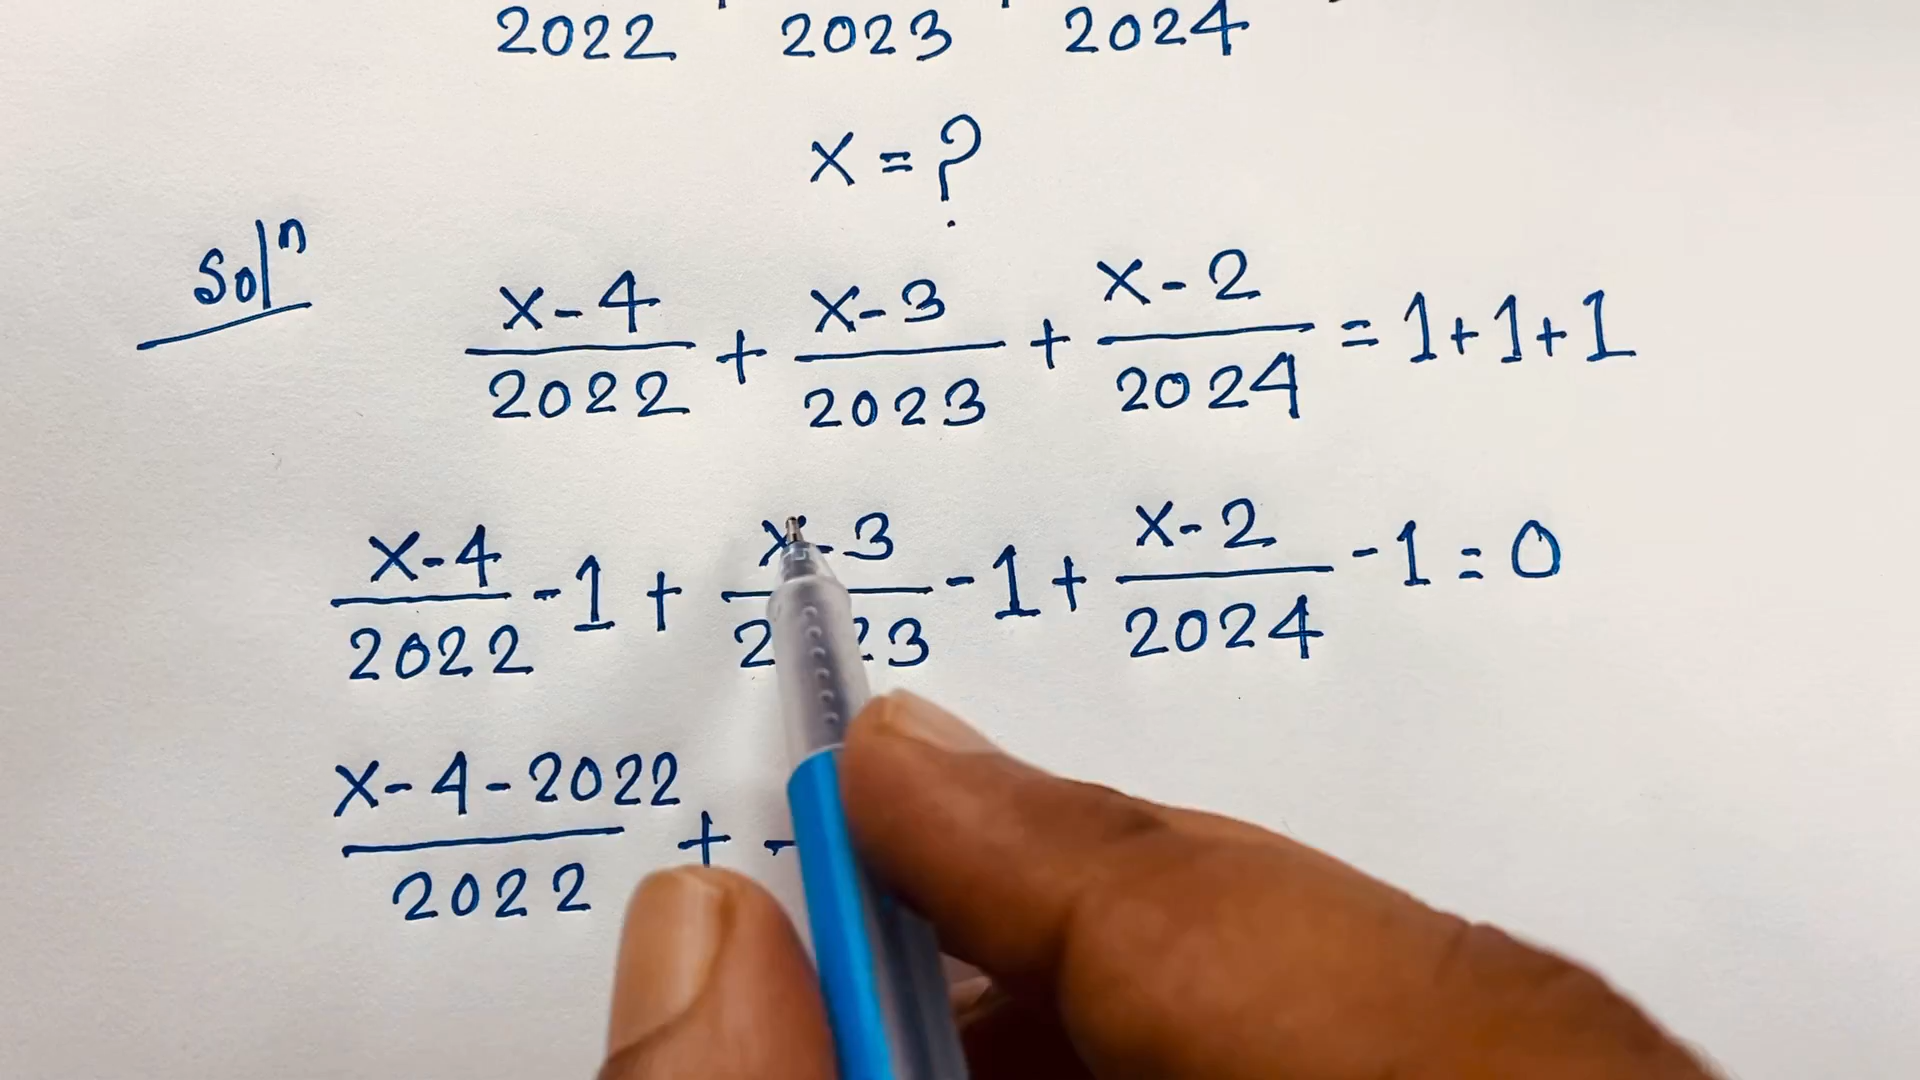 2022 2023 2024
x = ?
Solⁿ
x-4/2022 + x-3/2023 + x-2/2024 = 1+1+1
x-4/2022 -1 + x-3/2023 -1 + x-2/2024 -1 = 0
x-4-2022/2022 + -